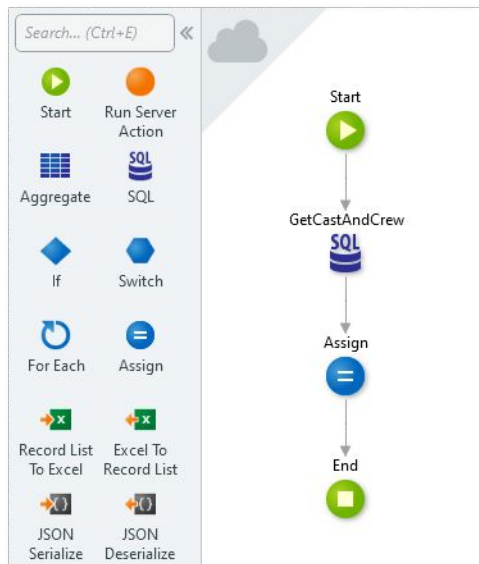 Search... (Ctrl+E)
Start
Run Server
Action
Aggregate
SQL
SQL
If
Switch
For Each
Assign
Record List
To Excel
Excel To
Record List
JSON
Serialize
JSON
Deserialize
Start
GetCastAndCrew
SQL
Assign
End